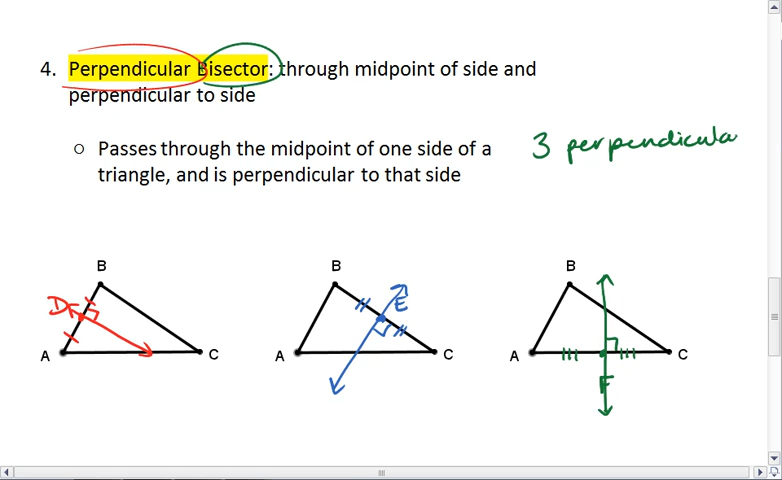 4. Perpendicular Bisector: through midpoint of side and
perpendicular to side
○ Passes through the midpoint of one side of a
triangle, and is perpendicular to that side
3 perpendicula
B
D
A
C
B
E
A
C
B
A
C
F